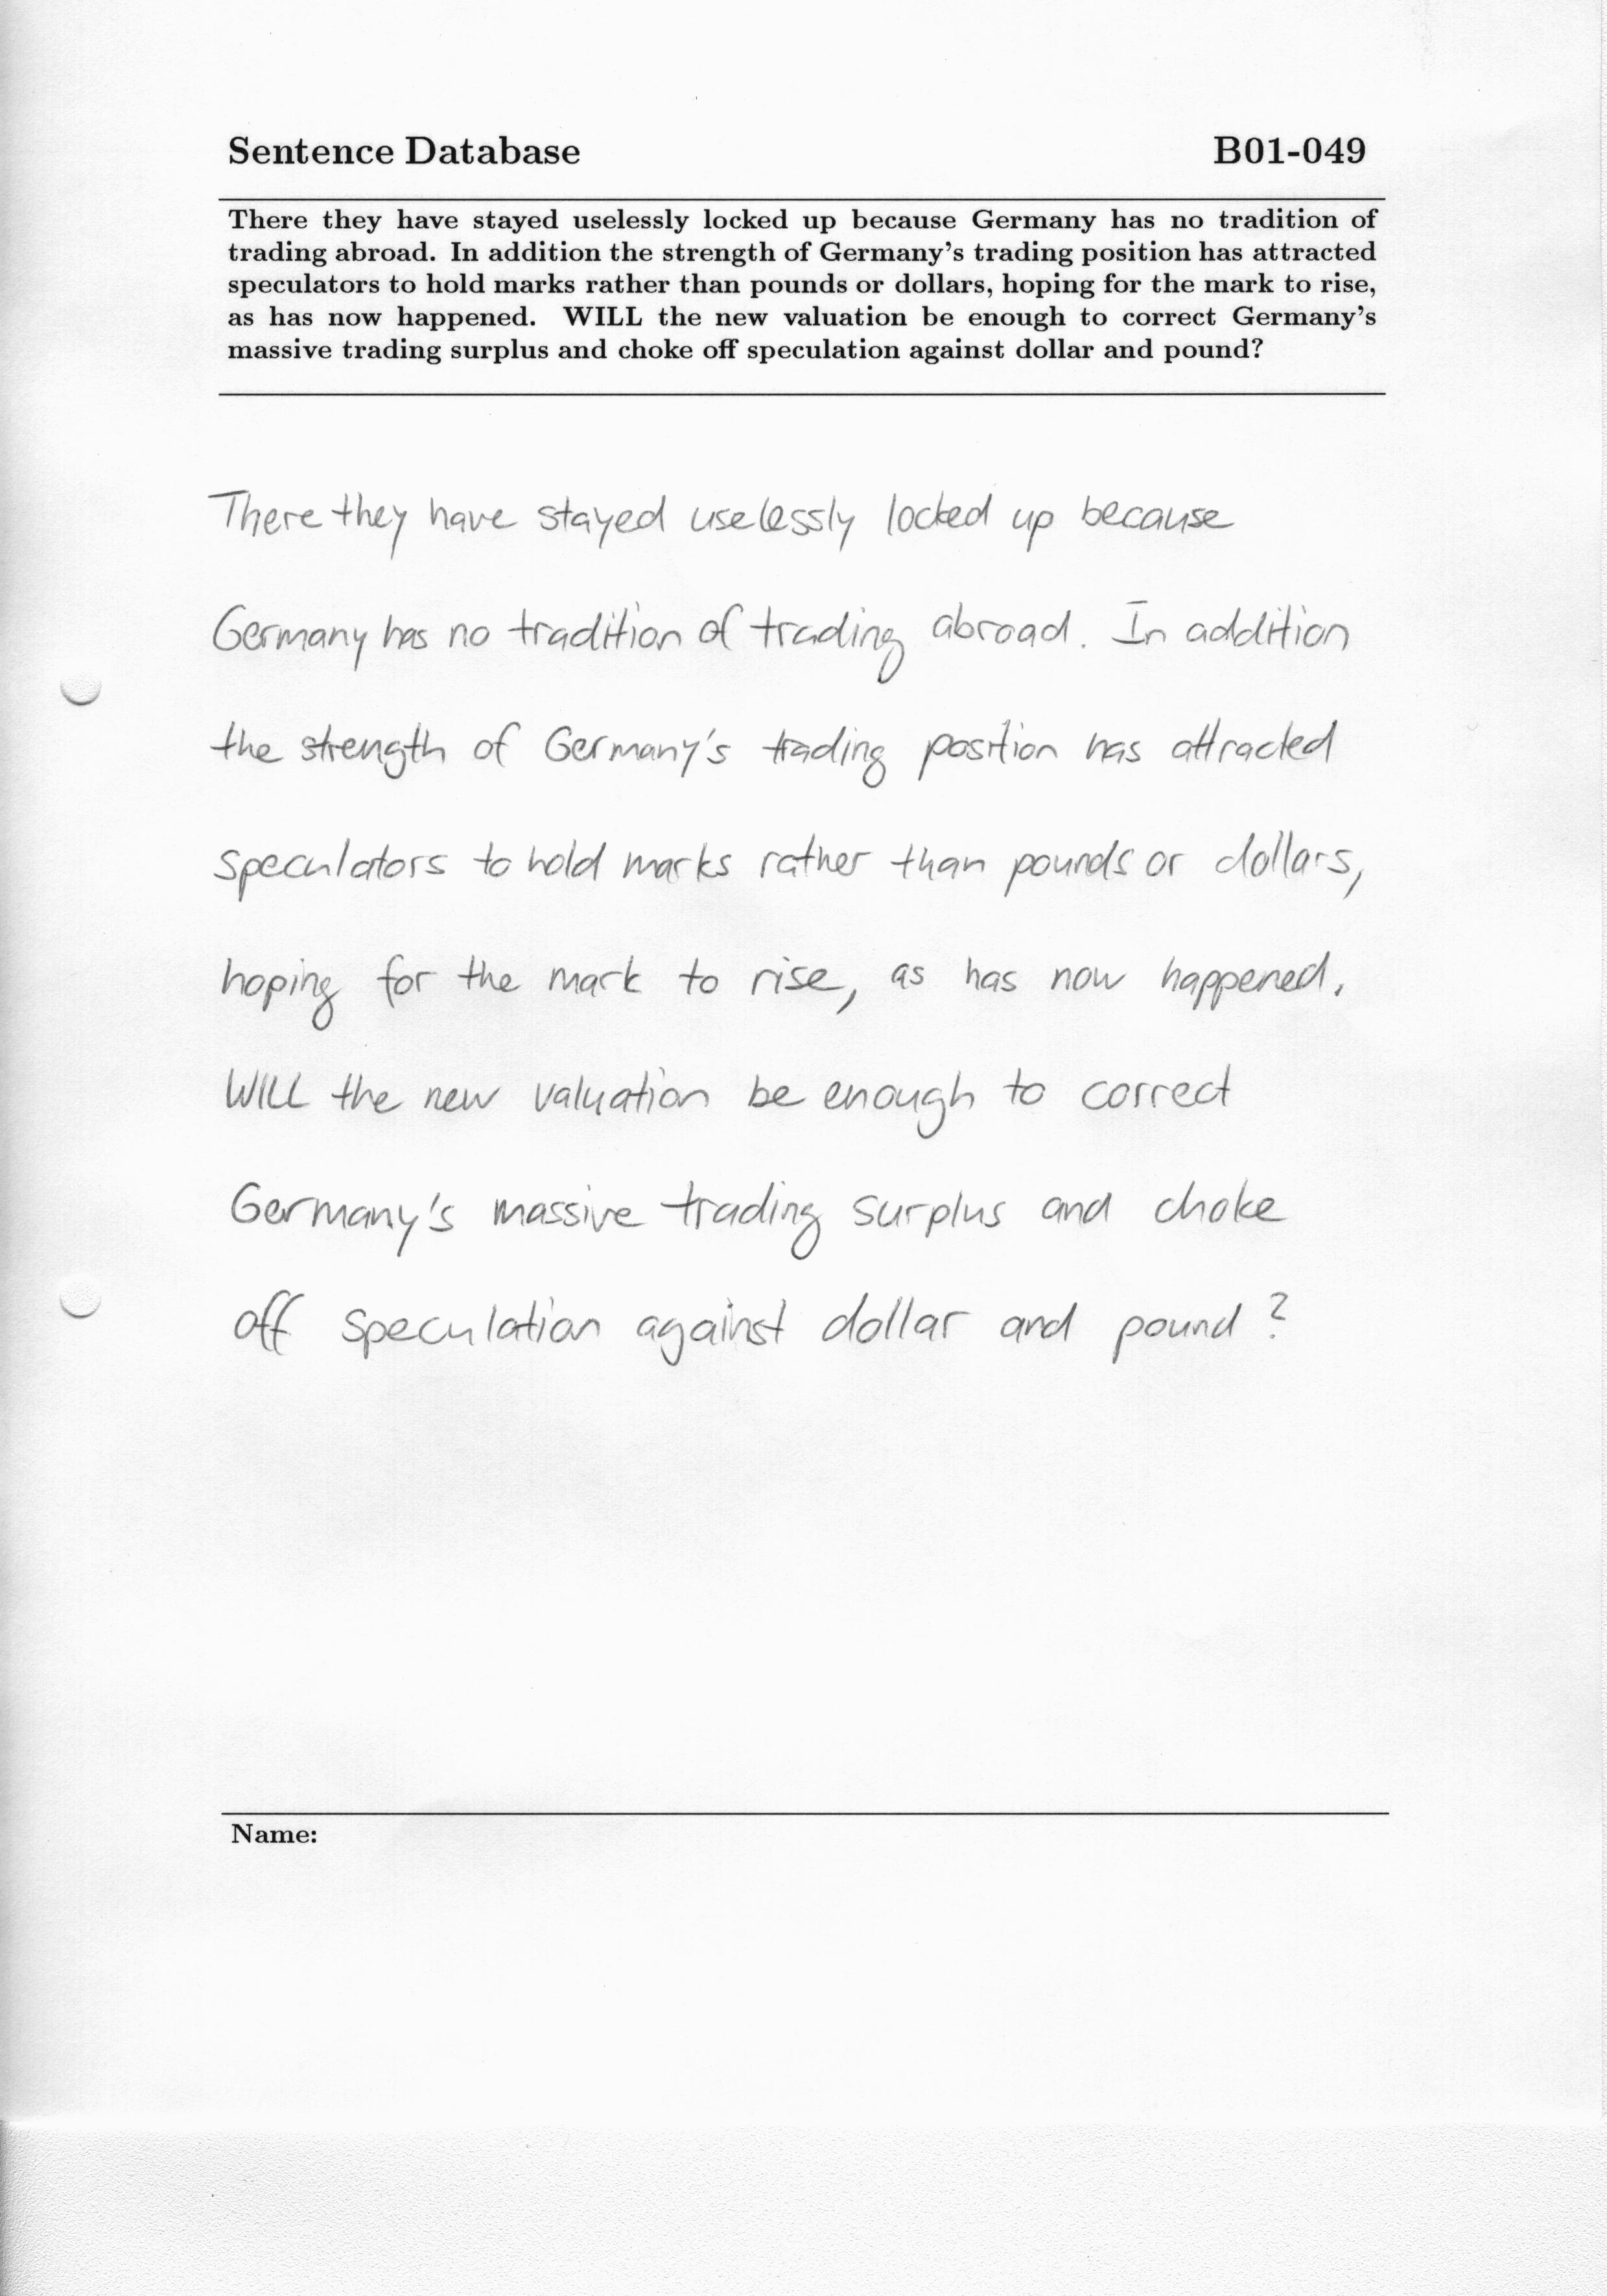 Sentence Database B01-049
There they have stayed uselessly locked up because Germany has no tradition of
trading abroad. In addition the strength of Germany's trading position has attracted
speculators to hold marks rather than pounds or dollars, hoping for the mark to rise,
as has now happened. WILL the new valuation be enough to correct Germany's
massive trading surplus and choke off speculation against dollar and pound?
There they have stayed uselessly locked up because
Germany has no tradition of trading abroad. In addition
the strength of Germany's trading position has attracted
speculators to hold marks rather than pounds or dollars,
hoping for the mark to rise, as has now happened.
WILL the new valuation be enough to correct
Germany's massive trading surplus and choke
off speculation against dollar and pound?
Name: